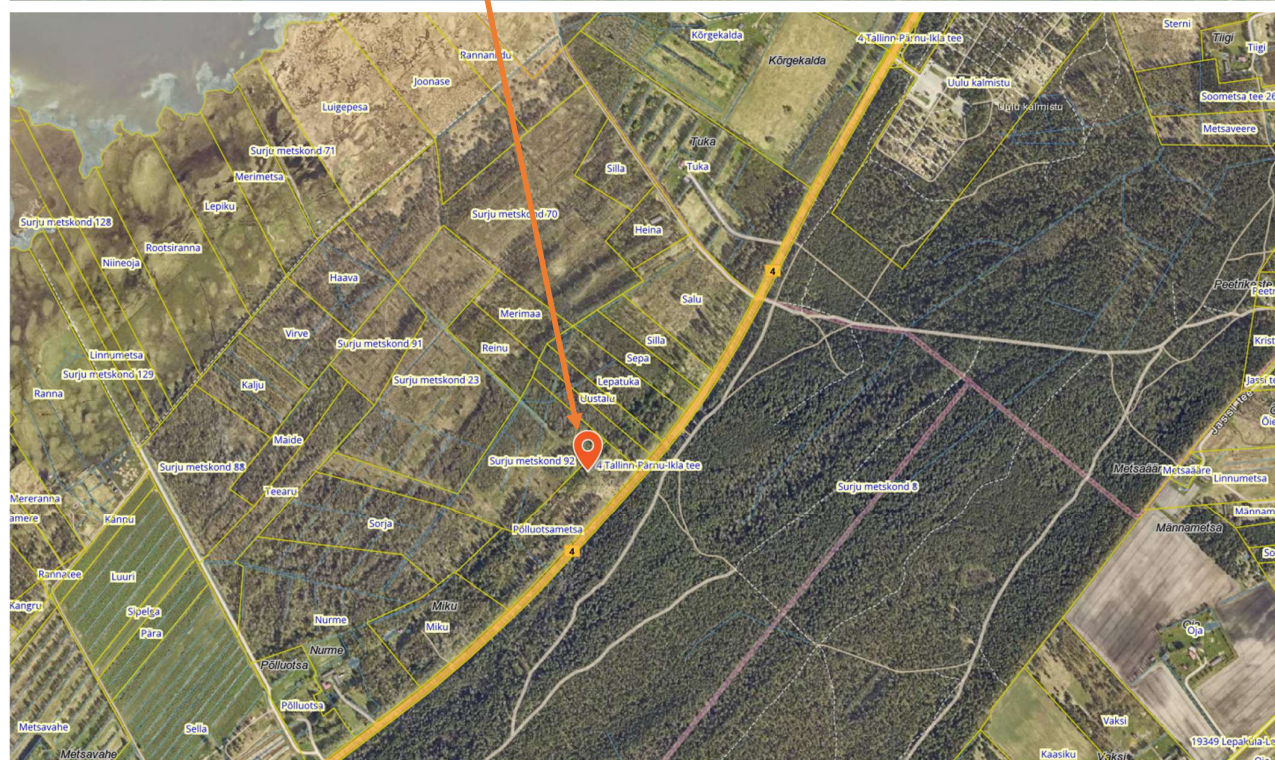 Sterni
Kõrgekalda
4 Tallinn-Pärnu-Ikla tee
Tiigi
Tiigi
Rannaniidu
Kõrgekalda
Joonase
Uulu kalmistu
Soometsa tee 26
Luigepesa
Uulu kalmistu
Metsaveere
Tuka
Surju metskond 71
Silla
Tuka
Merimetsa
Lepiku
Surju metskond 70
Surju metskond 128
Heina
Rootsiranna
Niineoja
4
Haava
Peetrikeste
Salu
Merimaa
Virve
Surju metskond 91
Silla
Reinu
Linnumetsa
Sepa
Surju metskond 129
Surju metskond 23
Lepatuka
Kalju
Ranna
Uustalu
Jassi tee
Maide
Surju metskond 92
4 Tallinn-Pärnu-Ikla tee
Surju metskond 88
Metsaääre
Metsaääre
Linnumetsa
Surju metskond 8
Teearu
Mereranna
Kännu
Sorja
Põlluotsametsa
Männametsa
4
Rannatee
Luuri
Kangru
Sipelga
Miku
Nurme
Miku
Pära
Oja
Oja
Nurme
Põlluotsa
Põlluotsa
Vaksi
Metsavahe
Sella
Metsavahe
Kaasiku
Vaksi